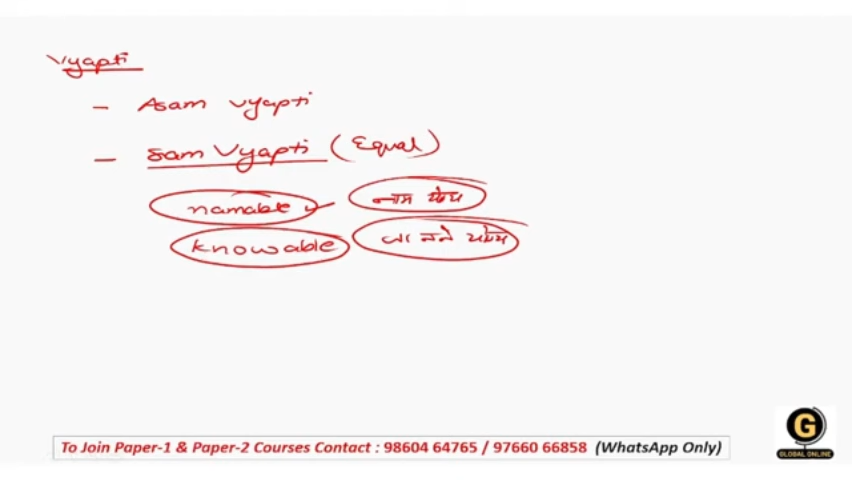 Vyapti
- Asam Vyapti
- Sam Vyapti (Equal)
namable नाम योग्य
knowable जानने योग्य
To Join Paper-1 & Paper-2 Courses Contact : 98604 64765 / 97660 66858 (WhatsApp Only)
G
GLOBAL ONLINE